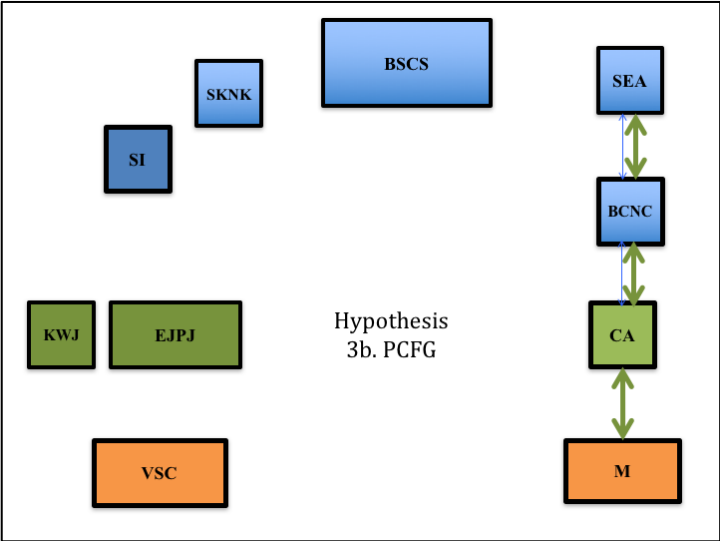 BSCS
SEA
SKNK
SI
BCNC
KWJ
EJPJ
Hypothesis
3b. PCFG
CA
VSC
M